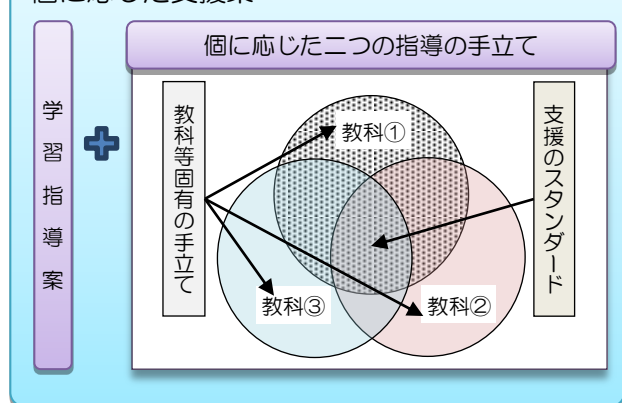 個に応じた支援案
個に応じた二つの指導の手立て
学習指導案
教科等固有の手立て
教科①
支援のスタンダード
教科③
教科②